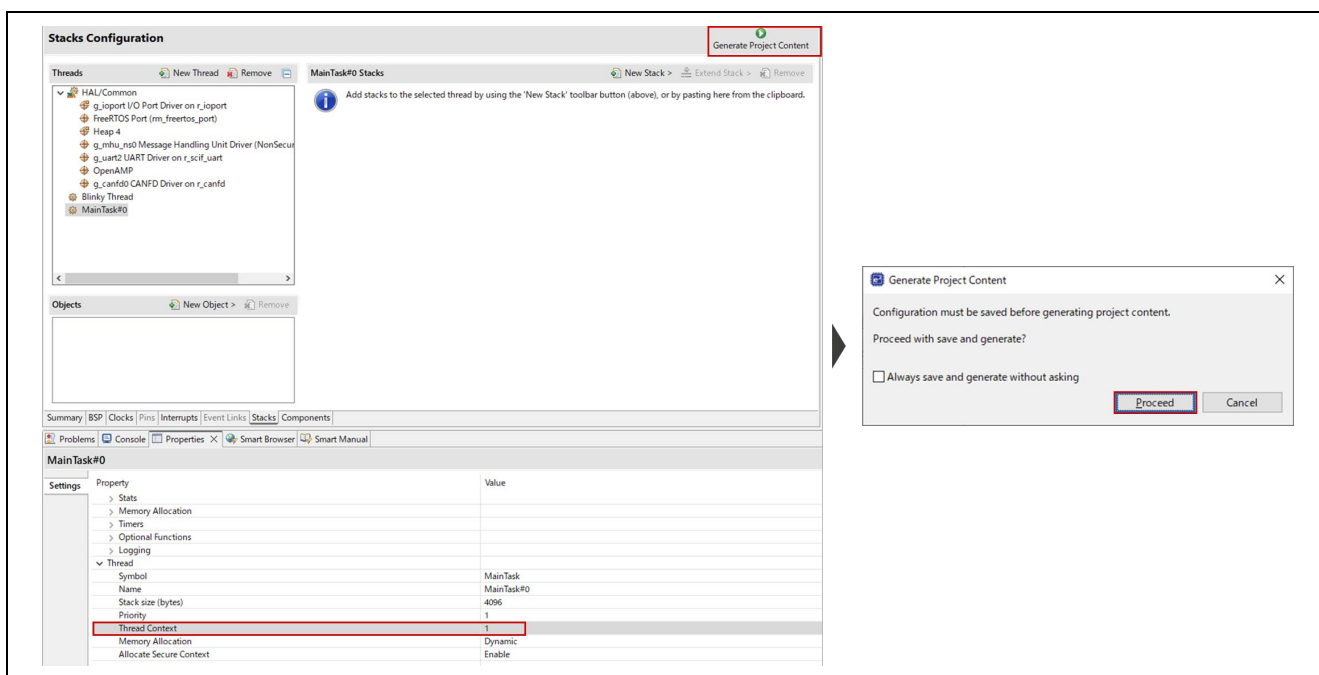 Stacks Configuration
Generate Project Content
Threads
New Thread
Remove
MainTask#0 Stacks
New Stack >
Extend Stack >
Remove
HAL/Common
g_ioport I/O Port Driver on r_ioport
FreeRTOS Port (rm_freertos_port)
Heap 4
g_mhu_ns0 Message Handling Unit Driver (NonSecur
g_uart2 UART Driver on r_scif_uart
OpenAMP
g_canfd0 CANFD Driver on r_canfd
Blinky Thread
MainTask#0
Add stacks to the selected thread by using the 'New Stack' toolbar button (above), or by pasting here from the clipboard.
Objects
New Object >
Remove
Summary BSP Clocks Pins Interrupts Event Links Stacks Components
Problems Console Properties Smart Browser Smart Manual
MainTask#0
Settings
Property Value
Stats
Memory Allocation
Timers
Optional Functions
Logging
Thread
Symbol MainTask
Name MainTask#0
Stack size (bytes) 4096
Priority 1
Thread Context 1
Memory Allocation Dynamic
Allocate Secure Context Enable
Generate Project Content
Configuration must be saved before generating project content.
Proceed with save and generate?
Always save and generate without asking
Proceed Cancel